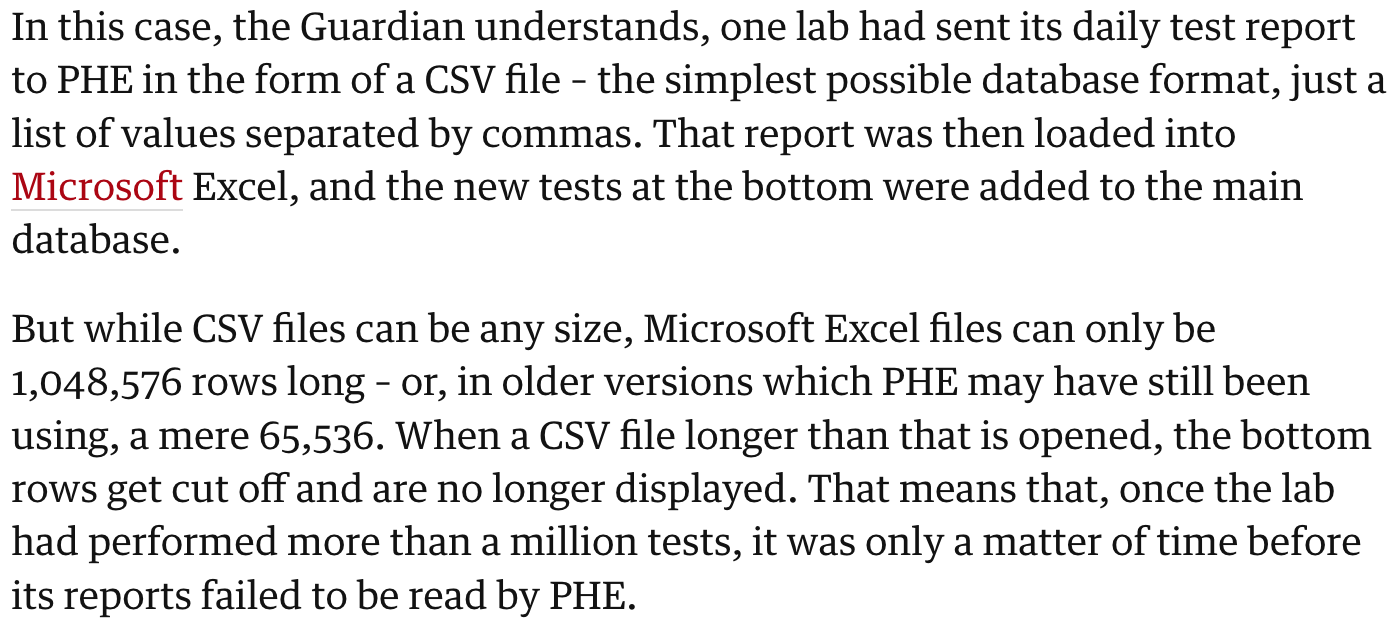 In this case, the Guardian understands, one lab had sent its daily test report
to PHE in the form of a CSV file – the simplest possible database format, just a
list of values separated by commas. That report was then loaded into
Microsoft Excel, and the new tests at the bottom were added to the main
database.
But while CSV files can be any size, Microsoft Excel files can only be
1,048,576 rows long – or, in older versions which PHE may have still been
using, a mere 65,536. When a CSV file longer than that is opened, the bottom
rows get cut off and are no longer displayed. That means that, once the lab
had performed more than a million tests, it was only a matter of time before
its reports failed to be read by PHE.